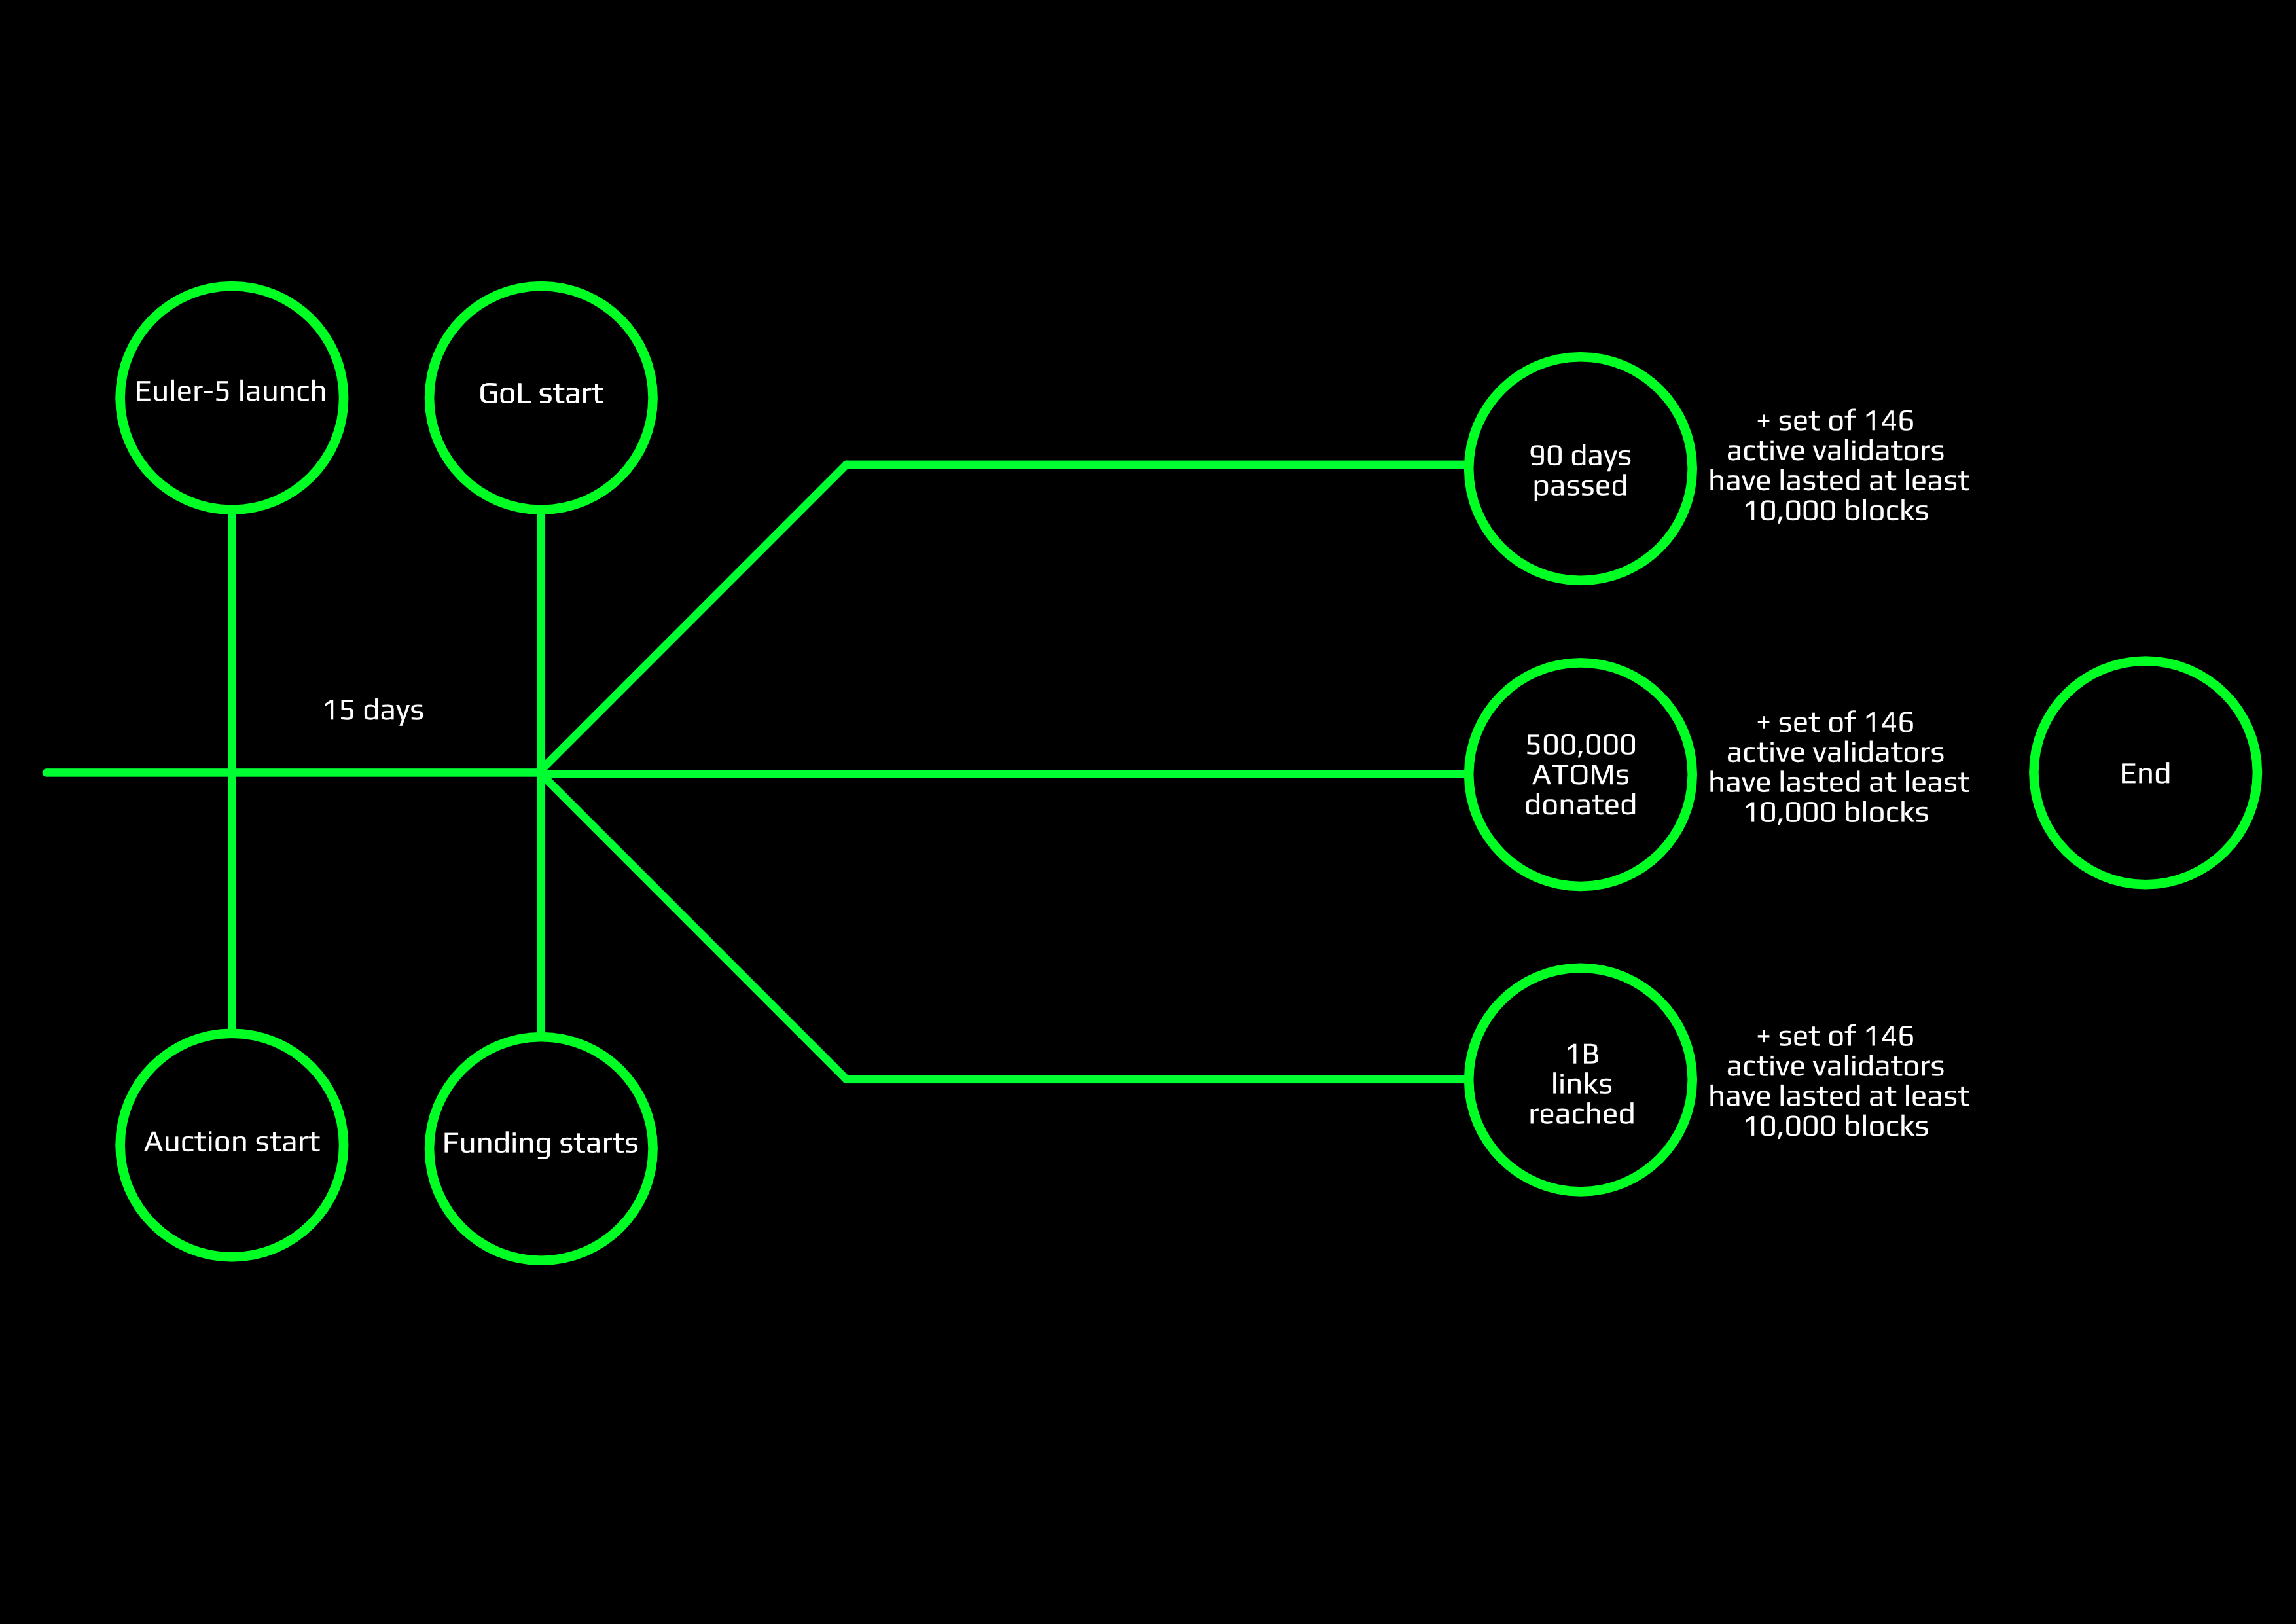 Euler-5 launch
GoL start
90 days
passed
+ set of 146
active validators
have lasted at least
10,000 blocks
15 days
500,000
ATOMs
donated
+ set of 146
active validators
have lasted at least
10,000 blocks
End
Auction start
Funding starts
1B
links
reached
+ set of 146
active validators
have lasted at least
10,000 blocks